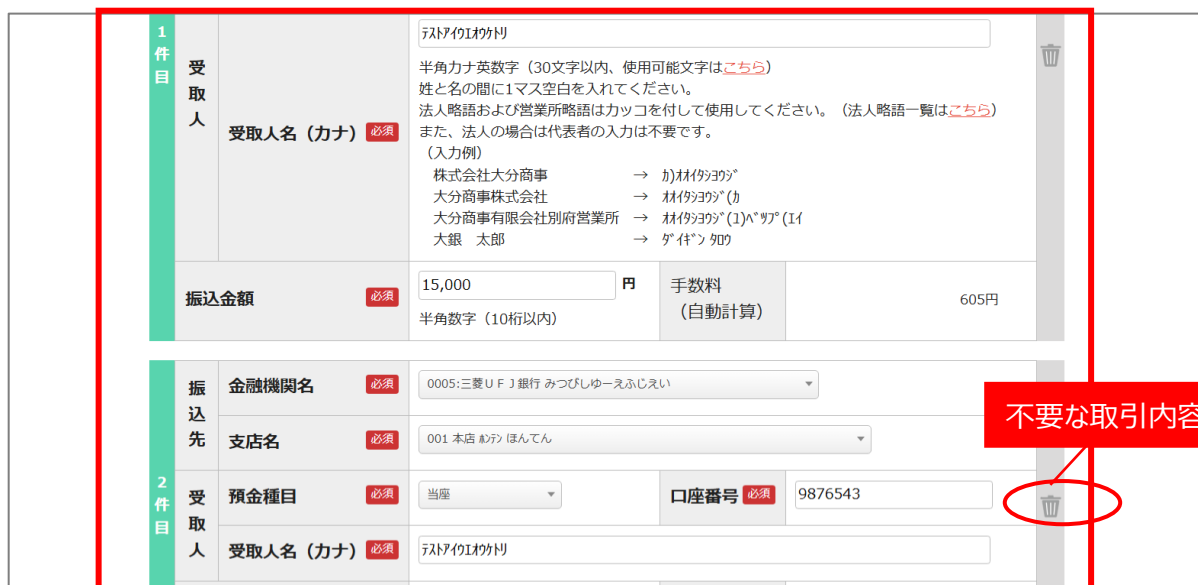 1件目
受取人
受取人名（カナ） 必須
ﾃｽﾄｱｲｳｴｵｳｹﾄﾘ
半角カナ英数字（30文字以内、使用可能文字はこちら）
姓と名の間に1マス空白を入れてください。
法人略語および営業所略語はカッコを付して使用してください。（法人略語一覧はこちら）
また、法人の場合は代表者の入力は不要です。
（入力例）
株式会社大分商事 → ｶ)ｵｵｲﾀｼﾖｳｼﾞ
大分商事株式会社 → ｵｵｲﾀｼﾖｳｼﾞ(ｶ
大分商事有限会社別府営業所 → ｵｵｲﾀｼﾖｳｼﾞ(ﾕ)ﾍﾞﾂﾌﾟ(ｴｲ
大銀　太郎 → ﾀﾞｲｷﾞﾝ ﾀﾛｳ
振込金額 必須 15,000 円
半角数字（10桁以内）
手数料
（自動計算）
605円
2件目
振込先
金融機関名 必須 0005:三菱ＵＦＪ銀行 みつびしゆーえふじえい
支店名 必須 001 本店 ﾎﾝﾃﾝ ほんてん
不要な取引内容
受取人
預金種目 必須 当座 口座番号 必須 9876543
受取人名（カナ） 必須 ﾃｽﾄｱｲｳｴｵｳｹﾄﾘ